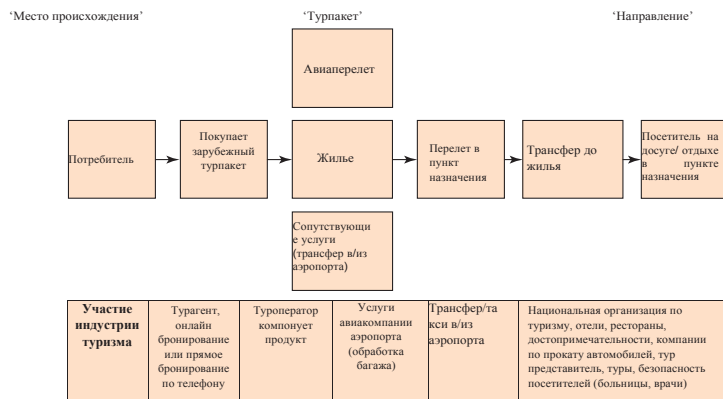 ‘Место происхождения’
‘Турпакет’
‘Направление’
Авиаперелет
Потребитель
Покупает
зарубежный
турпакет
Жилье
Перелет в
пункт
назначения
Трансфер до
жилья
Посетитель на
досуге/ отдыхе
в пункте
назначения
Сопутствующи
е услуги
(трансфер в/из
аэропорта)
Участие
индустрии
туризма
Турагент,
онлайн
бронирование
или прямое
бронирование
по телефону
Туроператор
компонует
продукт
Услуги
авиакомпании
аэропорта
(обработка
багажа)
Трансфер/та
кси в/из
аэропорта
Национальная организация по
туризму, отели, рестораны,
достопримечательности, компании
по прокату автомобилей, тур
представитель, туры, безопасность
посетителей (больницы, врачи)